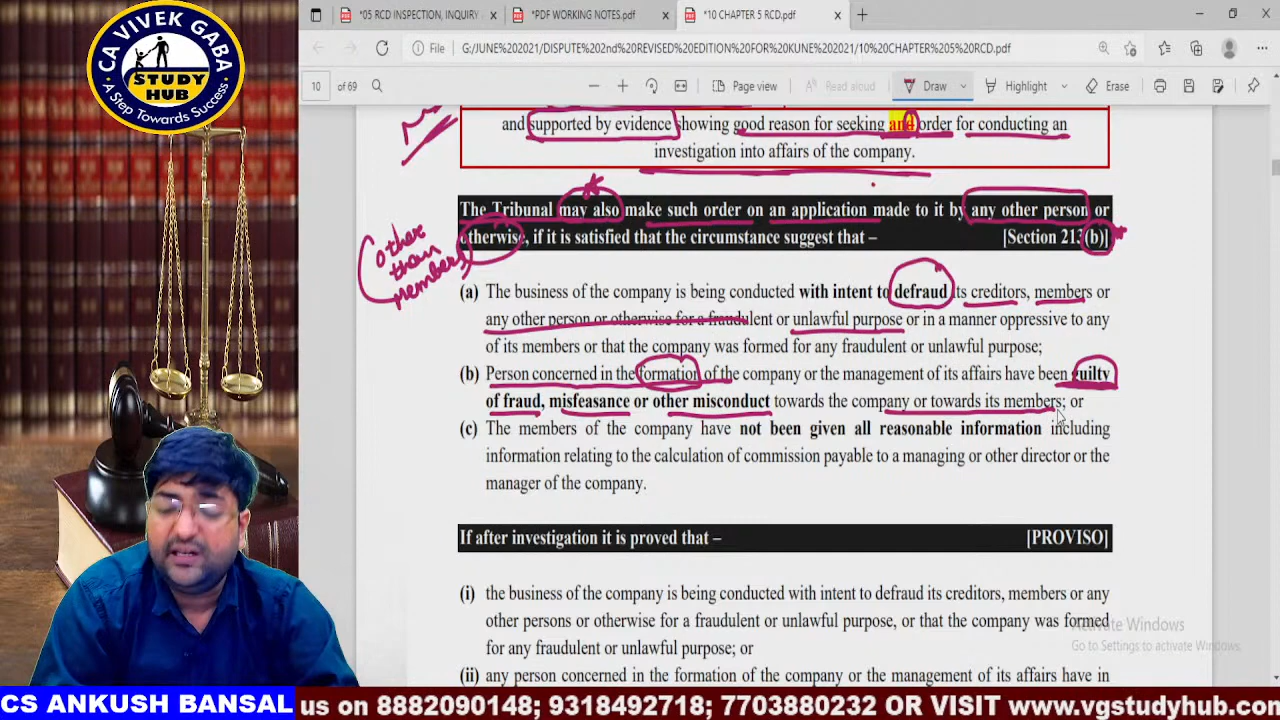 CA VIVEK GABA
STUDY
HUB
A Step Towards Success
*05 RCD INSPECTION, INQUIRY
*PDF WORKING NOTES.pdf
*10 CHAPTER 5 RCD.pdf
File
G:/JUNE%202021/DISPUTE%202nd%20REVISED%20EDITION%20FOR%20KUNSAL/10%20CHAPTER%205%20RCD.pdf
10 of 69
Page view
Read aloud
Draw
Highlight
Erase
and supported by evidence showing good reason for seeking and order for conducting an
investigation into affairs of the company.
The Tribunal may also make such order on an application made to it by any other person or
otherwise, if it is satisfied that the circumstance suggest that – [Section 213(b)]
other
than
members
(a) The business of the company is being conducted with intent to defraud its creditors, members or
any other person or otherwise for a fraudulent or unlawful purpose or in a manner oppressive to any
of its members or that the company was formed for any fraudulent or unlawful purpose;
(b) Person concerned in the formation of the company or the management of its affairs have been guilty
of fraud, misfeasance or other misconduct towards the company or towards its members; or
(c) The members of the company have not been given all reasonable information including
information relating to the calculation of commission payable to a managing or other director or the
manager of the company.
If after investigation it is proved that – [PROVISO]
(i) the business of the company is being conducted with intent to defraud its creditors, members or any
other persons or otherwise for a fraudulent or unlawful purpose, or that the company was formed
for any fraudulent or unlawful purpose; or
(ii) any person concerned in the formation of the company or the management of its affairs have in
Activate Windows
Go to Settings to activate Windows.
CS ANKUSH BANSAL us on 8882090148; 9318492718; 7703880232 OR VISIT www.vgstudyhub.com